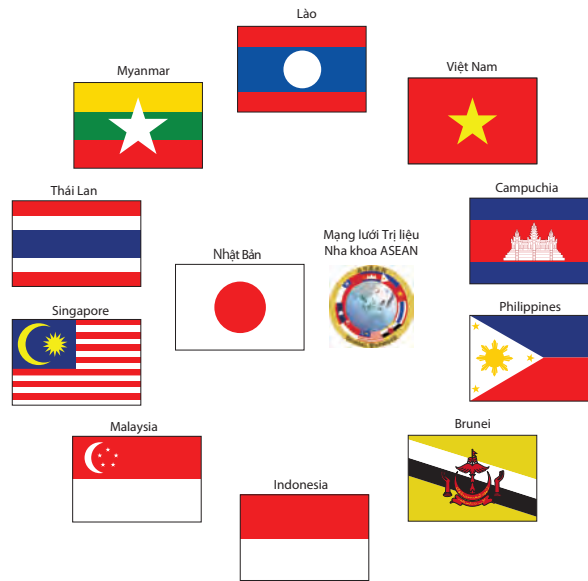 Lào
Myanmar
Việt Nam
Thái Lan
Campuchia
Mạng lưới Trị liệu
Nha khoa ASEAN
Nhật Bản
Singapore
Philippines
Malaysia
Brunei
Indonesia